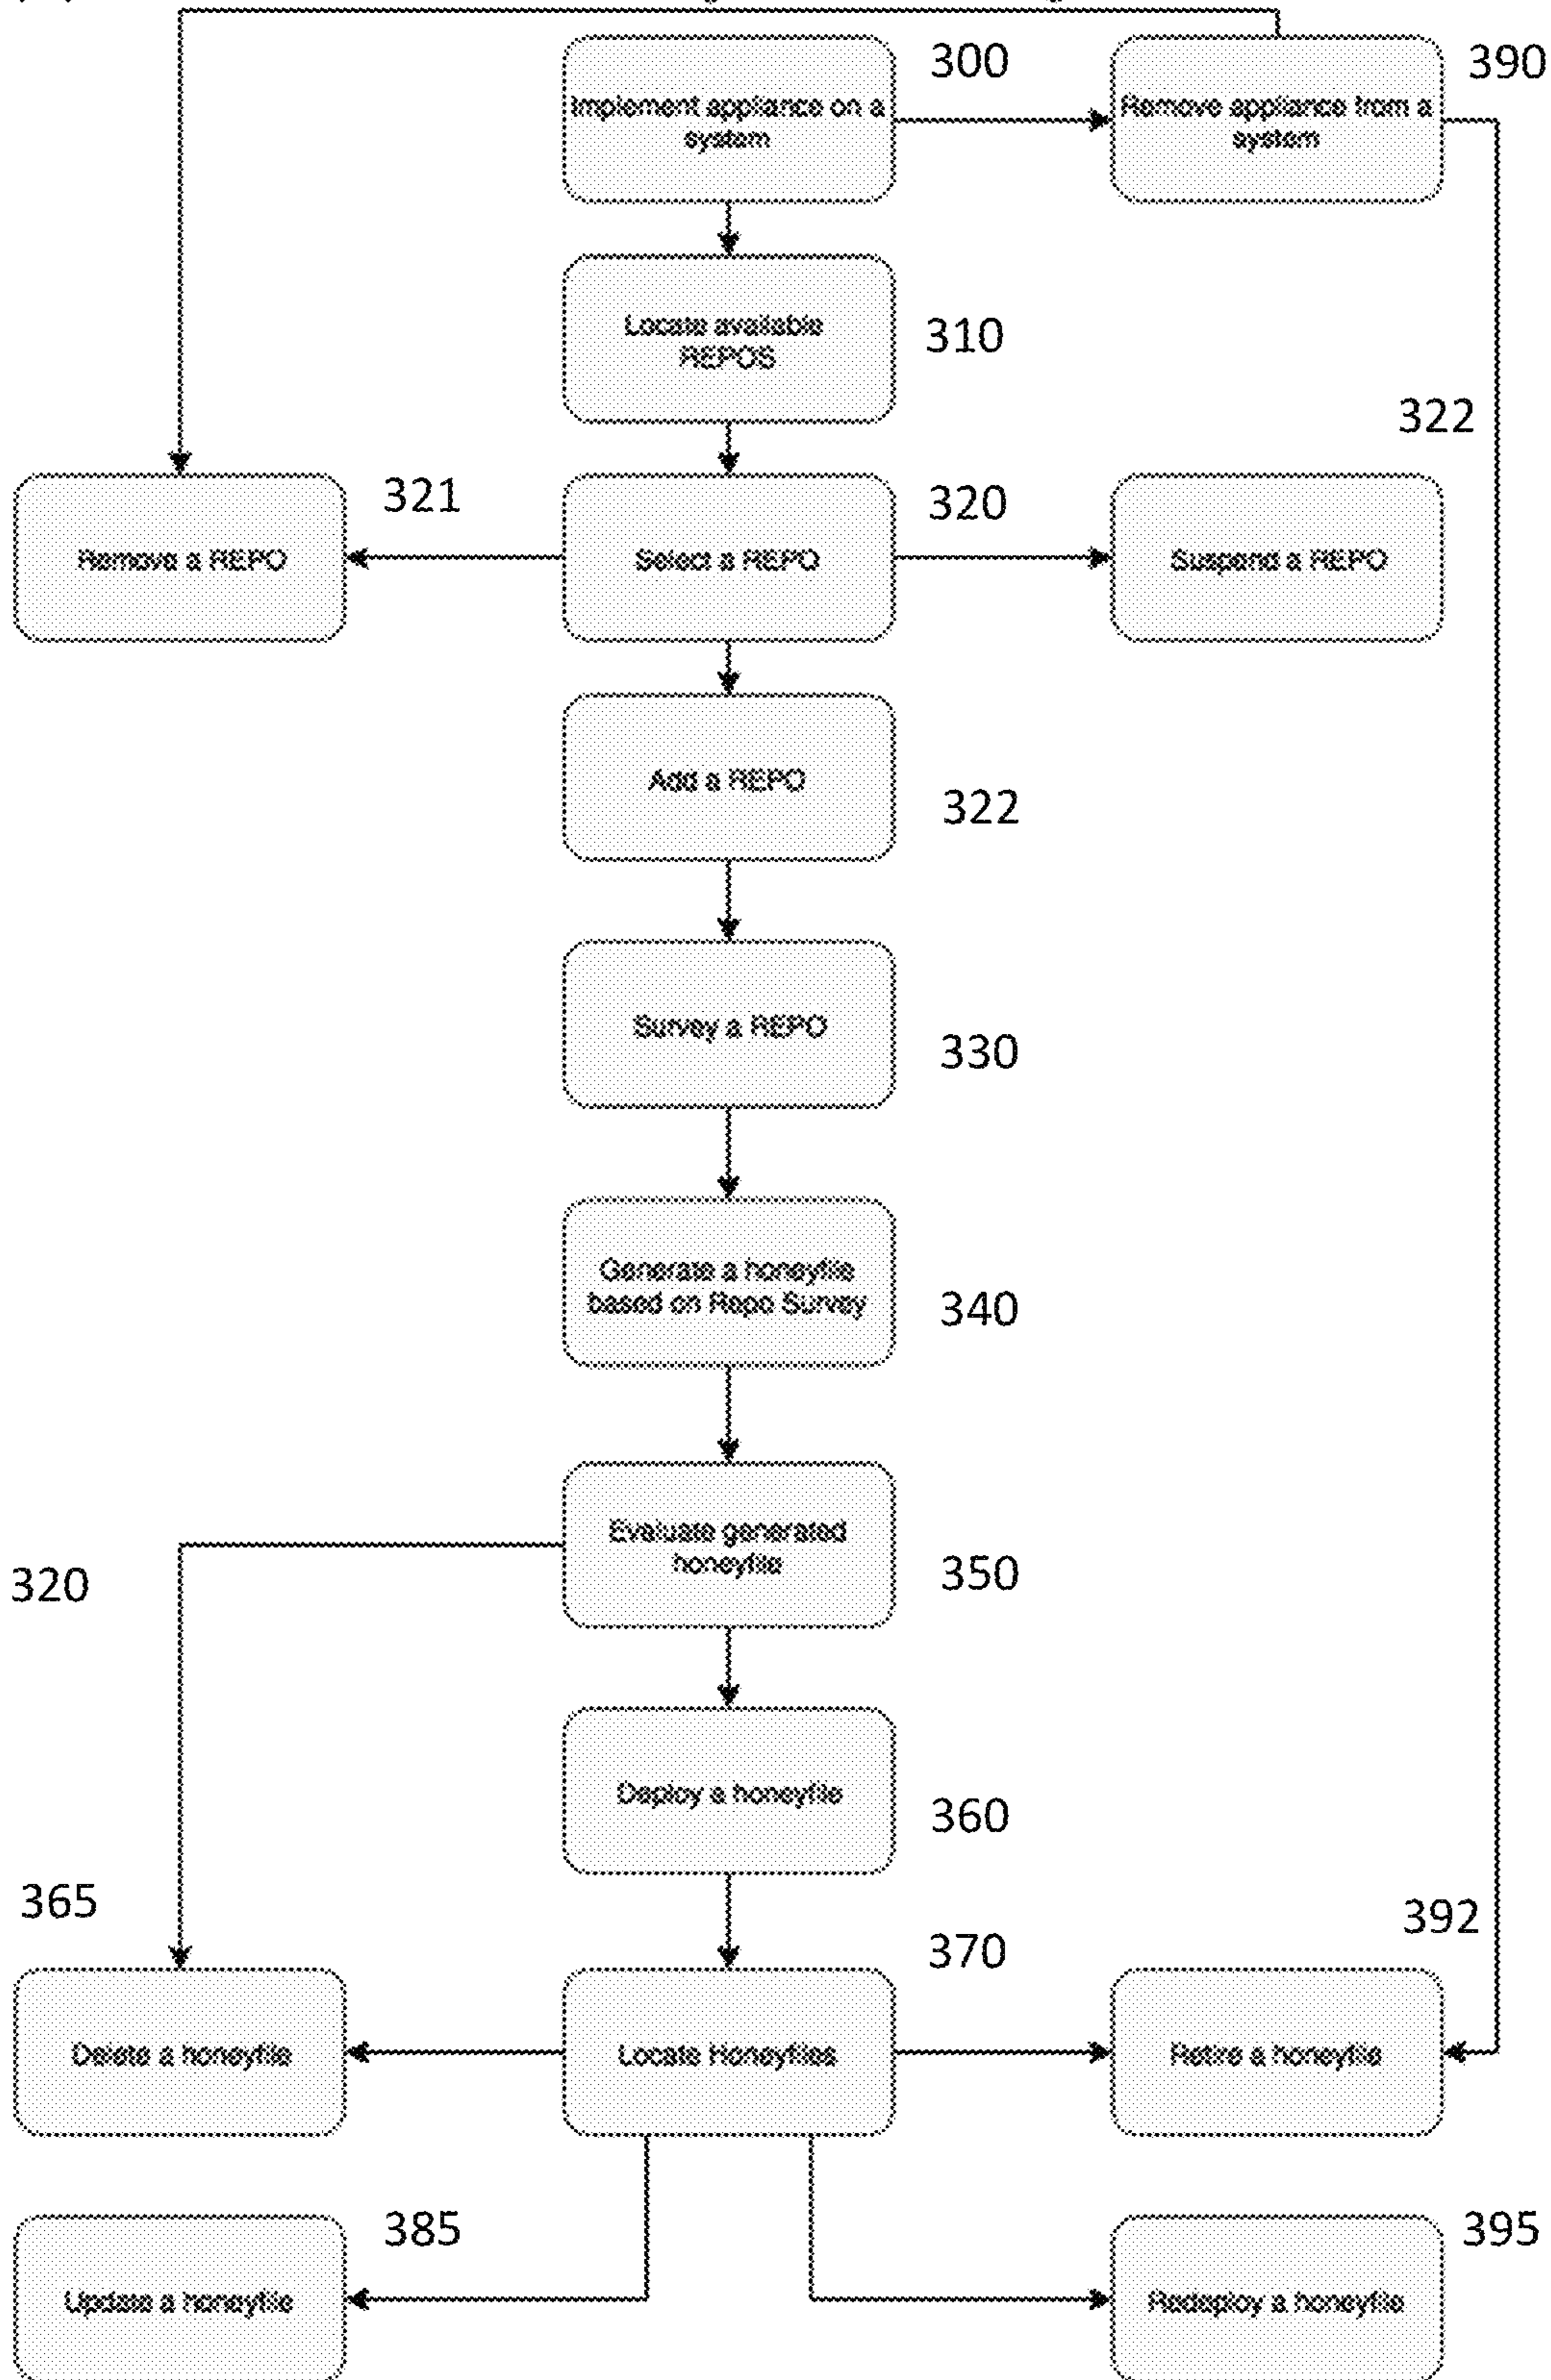 300
390
Implement appliance on a
system
Remove appliance from a
system
Locate available
REPOS
310
322
321
320
Remove a REPO
Select a REPO
Suspend a REPO
Add a REPO
322
Survey a REPO
330
Generate a honeyfile
based on Repo Survey
340
Evaluate generated
honeyfile
350
320
Deploy a honeyfile
360
365
392
370
Delete a honeyfile
Locate Honeyfiles
Retire a honeyfile
385
395
Update a honeyfile
Redeploy a honeyfile